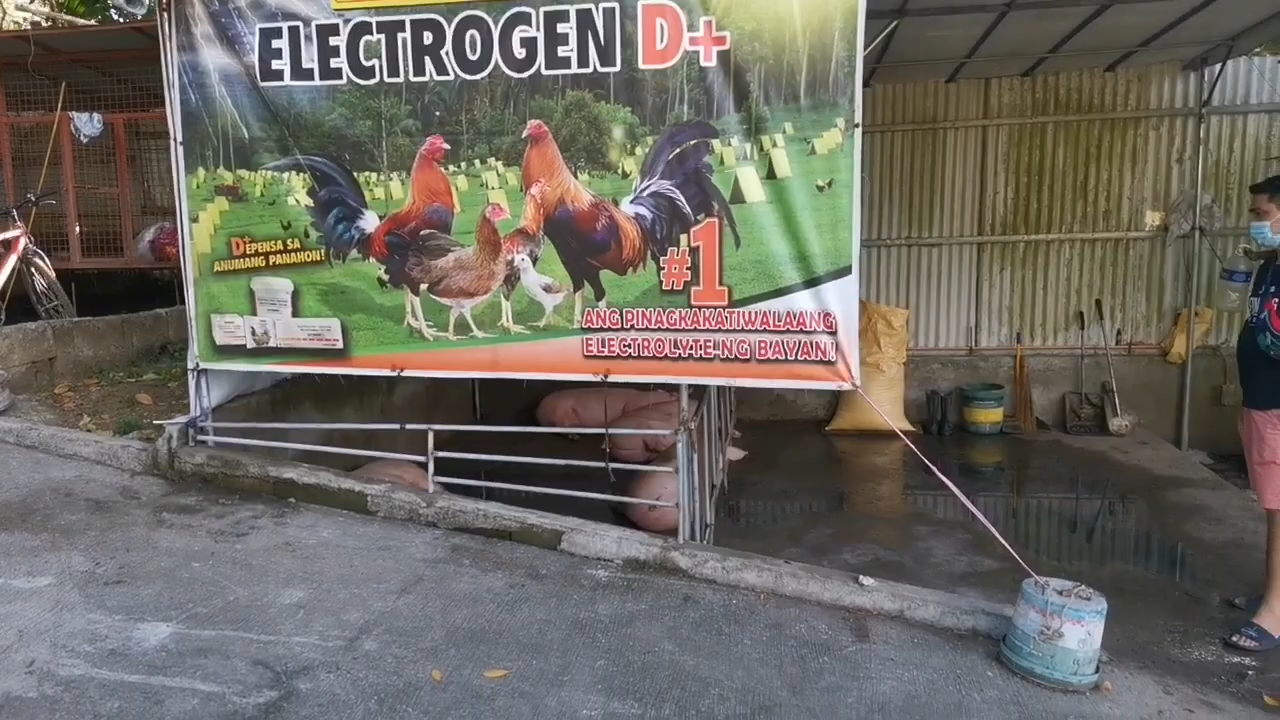 ELECTROGEN D+
D+EPENSA SA
ANUMANG PANAHON!
#1
ANG PINAGKAKATIWALAANG
ELECTROLYTE NG BAYAN!